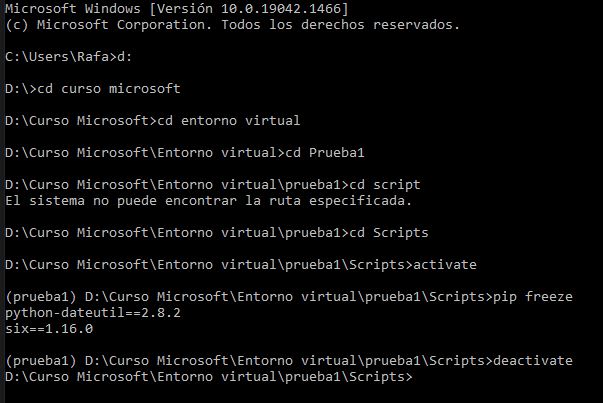 Microsoft Windows [Versión 10.0.19042.1466]
(c) Microsoft Corporation. Todos los derechos reservados.
C:\Users\Rafa>d:
D:\>cd curso microsoft
D:\Curso Microsoft>cd entorno virtual
D:\Curso Microsoft\Entorno virtual>cd Prueba1
D:\Curso Microsoft\Entorno virtual\prueba1>cd script
El sistema no puede encontrar la ruta especificada.
D:\Curso Microsoft\Entorno virtual\prueba1>cd Scripts
D:\Curso Microsoft\Entorno virtual\prueba1\Scripts>activate
(prueba1) D:\Curso Microsoft\Entorno virtual\prueba1\Scripts>pip freeze
python-dateutil==2.8.2
six==1.16.0
(prueba1) D:\Curso Microsoft\Entorno virtual\prueba1\Scripts>deactivate
D:\Curso Microsoft\Entorno virtual\prueba1\Scripts>